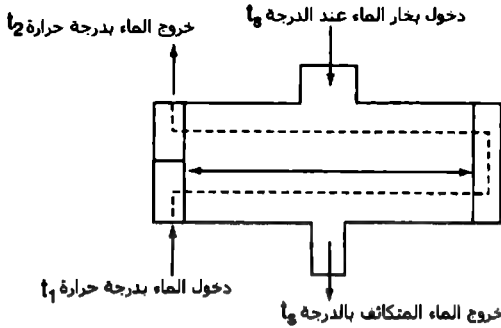 دخول بخار الماء عند الدرجة ts
خروج الماء بدرجة حرارة t2
دخول الماء بدرجة حرارة t1
خروج الماء المتكاثف بالدرجة ts